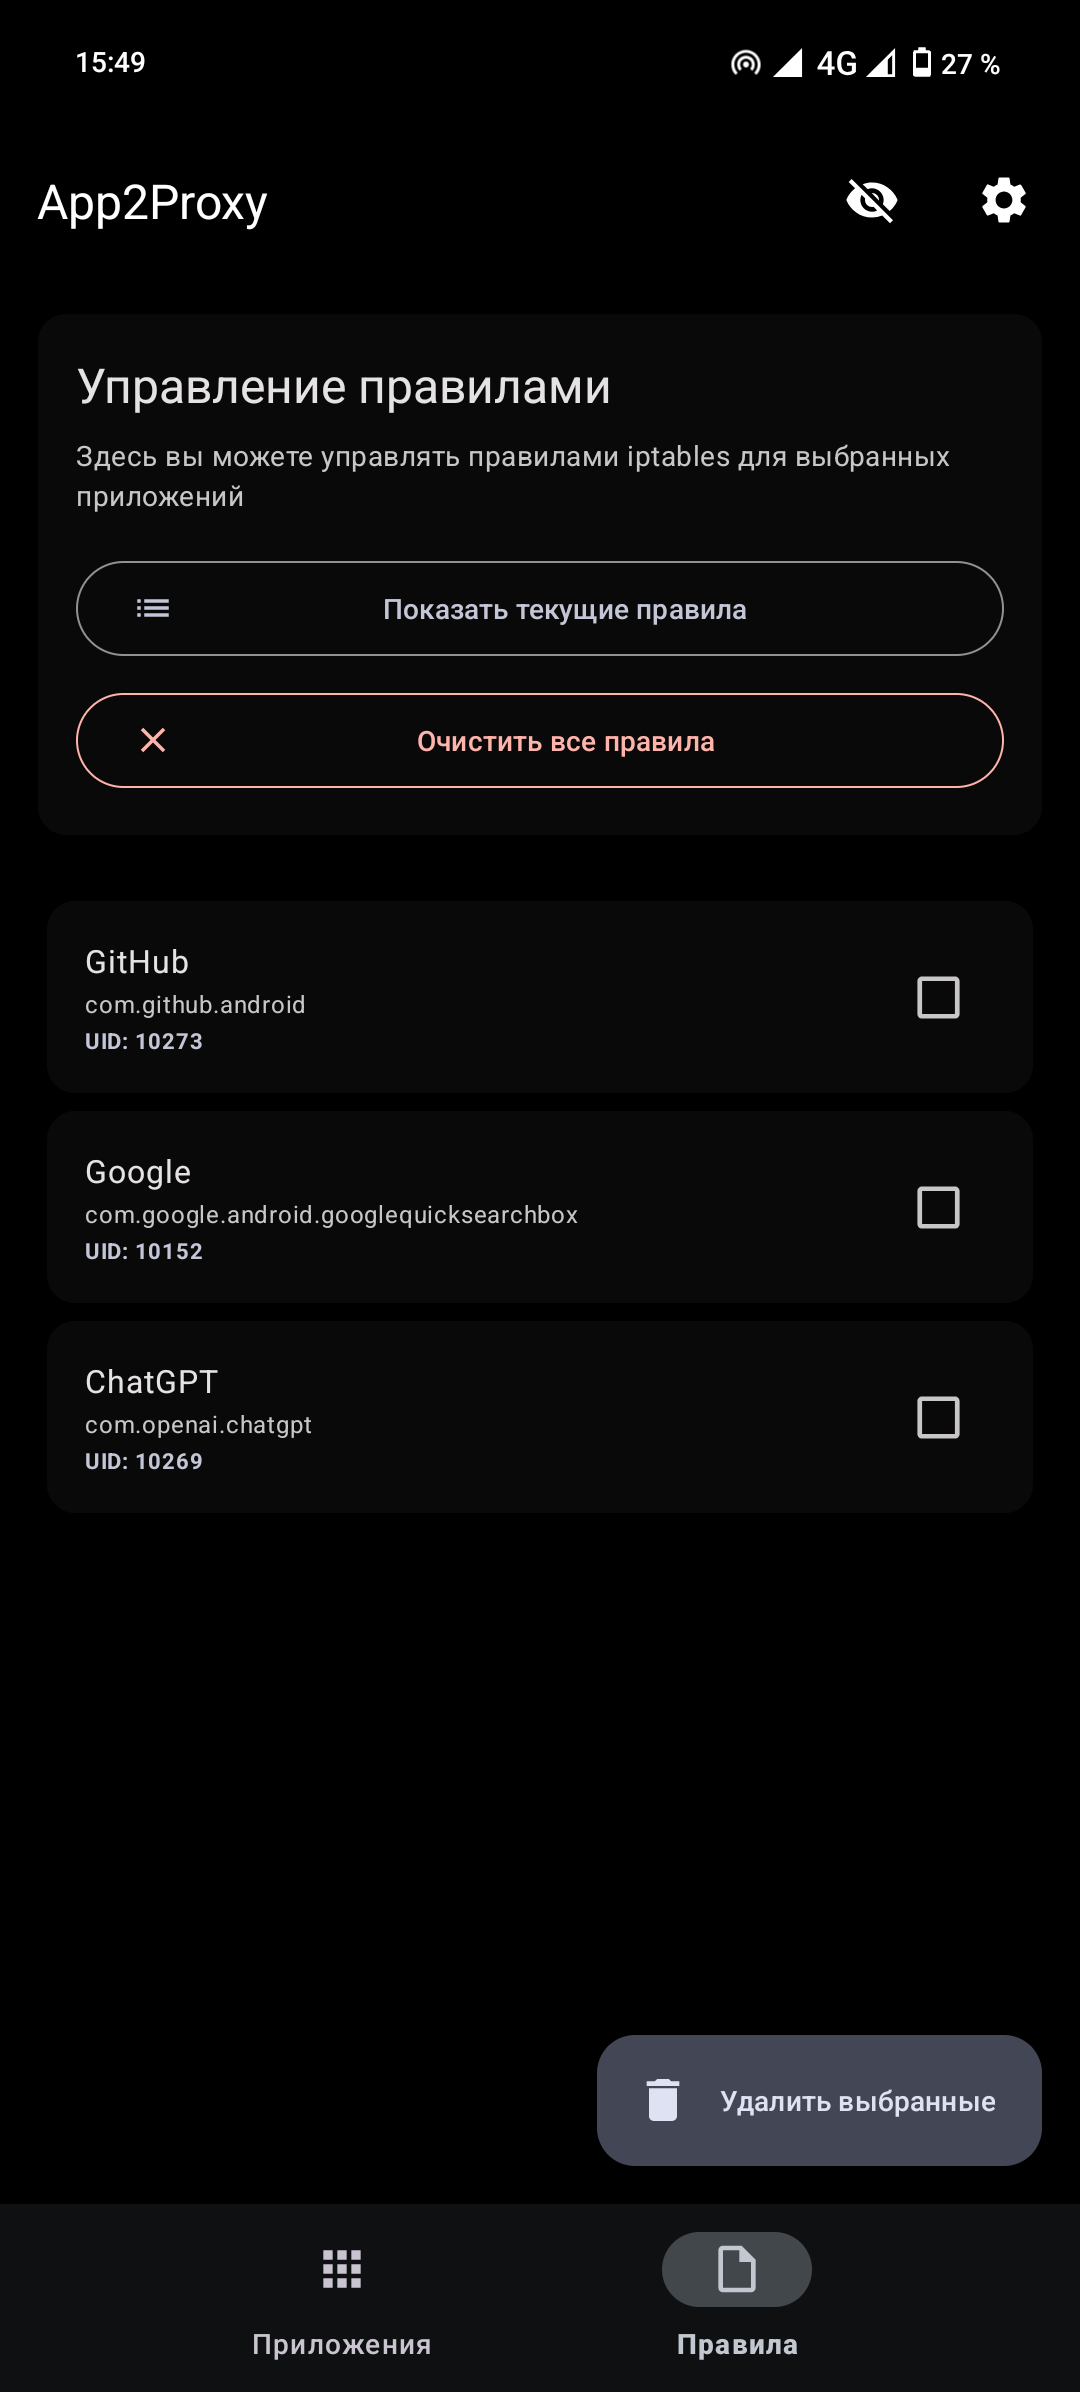 15:49
4G
27 %
App2Proxy
Управление правилами
Здесь вы можете управлять правилами iptables для выбранных
приложений
Показать текущие правила
Очистить все правила
GitHub
com.github.android
UID: 10273
Google
com.google.android.googlequicksearchbox
UID: 10152
ChatGPT
com.openai.chatgpt
UID: 10269
Удалить выбранные
Приложения
Правила